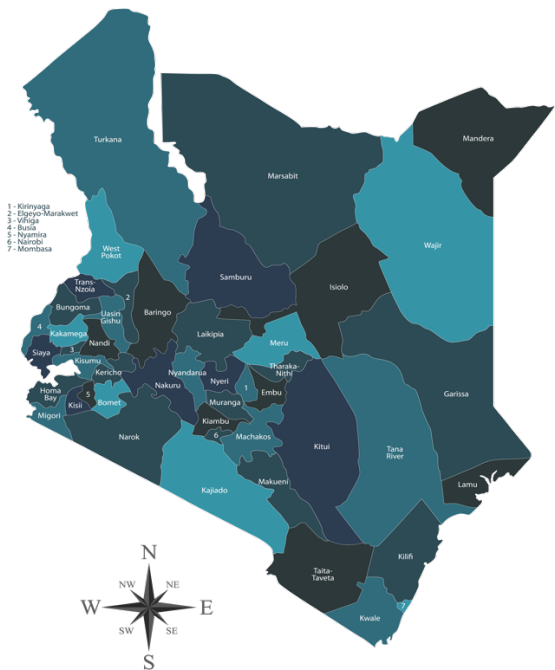 Mandera
Turkana
Marsabit
1 - Kirinyaga
2 - Elgeyo-Marakwet
3 - Vihiga
4 - Busia
5 - Nyamira
6 - Nairobi
7 - Mombasa
West
Pokot
Wajir
Samburu
Trans-
Nzoia
Isiolo
2
Bungoma
Uasin
Gishu
Baringo
4
Kakamega
Laikipia
Meru
Nandi
3
Siaya
Kisumu
Tharaka-
Nithi
Kericho
Nyandarua
Nyeri
Nakuru
1
Embu
Garissa
Homa
Bay
5
Bomet
Kisii
Muranga
Migori
Kiambu
6
Machakos
Narok
Kitui
Tana
River
Makueni
Kajiado
Lamu
Kilifi
Taita-
Taveta
7
Kwale
N
NW
NE
W
E
SW
SE
S